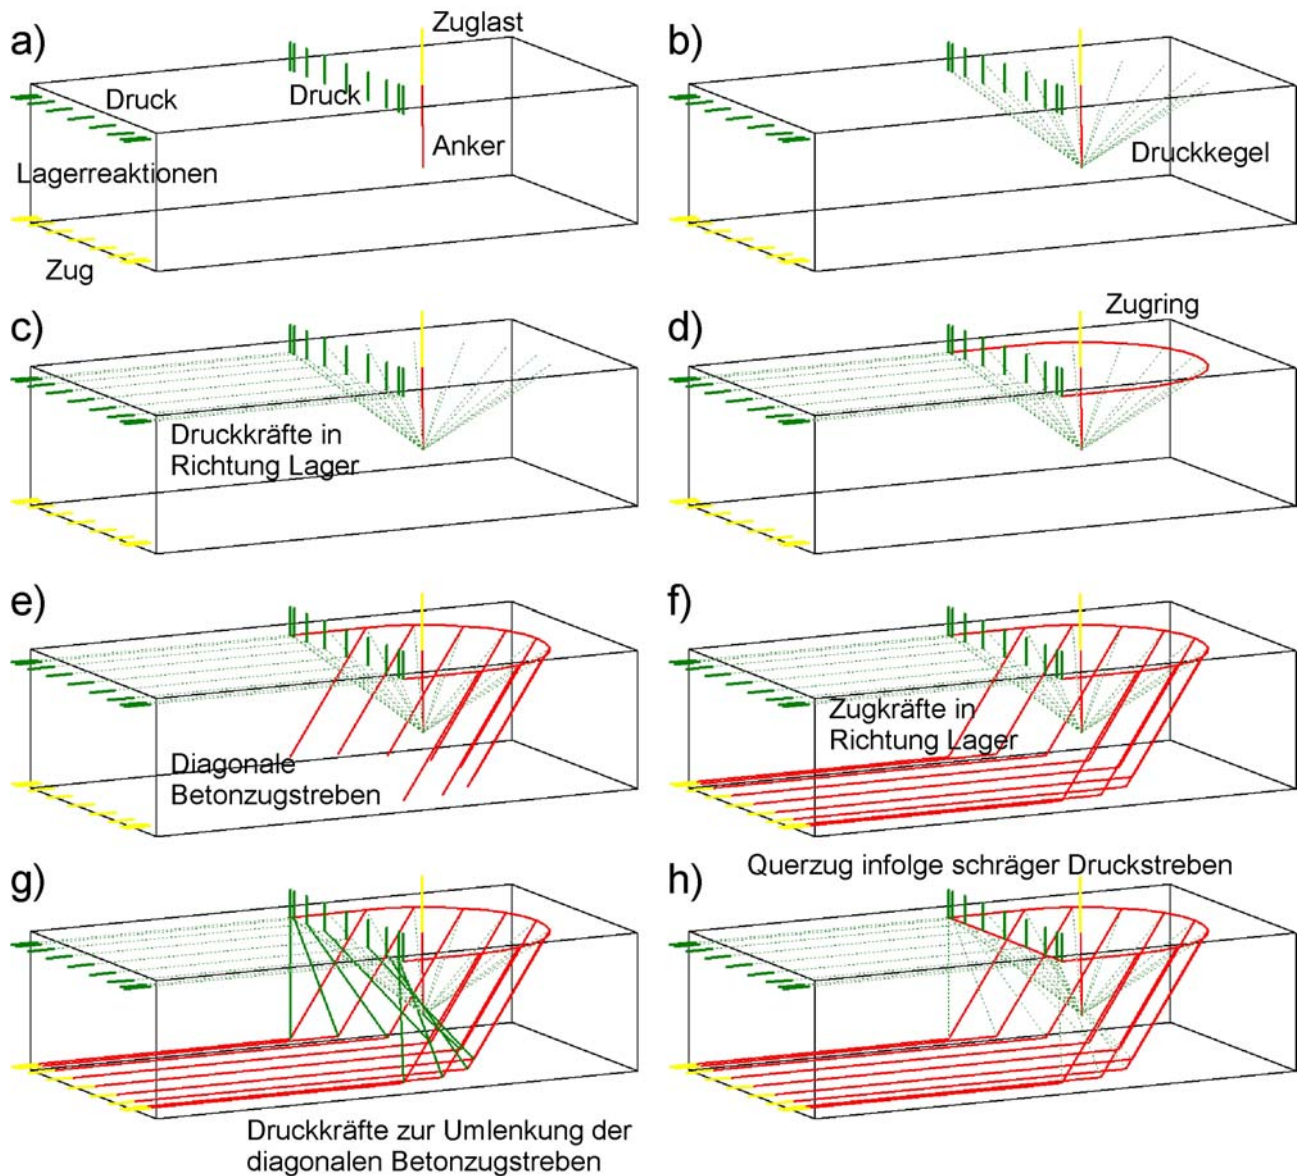 a)
Zuglast
Druck
Druck
Anker
Lagerreaktionen
Zug
b)
Druckkegel
c)
Druckkräfte in
Richtung Lager
d)
Zugring
e)
Diagonale
Betonzugstreben
f)
Zugkräfte in
Richtung Lager
g)
Druckkräfte zur Umlenkung der
diagonalen Betonzugstreben
h)
Querzug infolge schräger Druckstreben